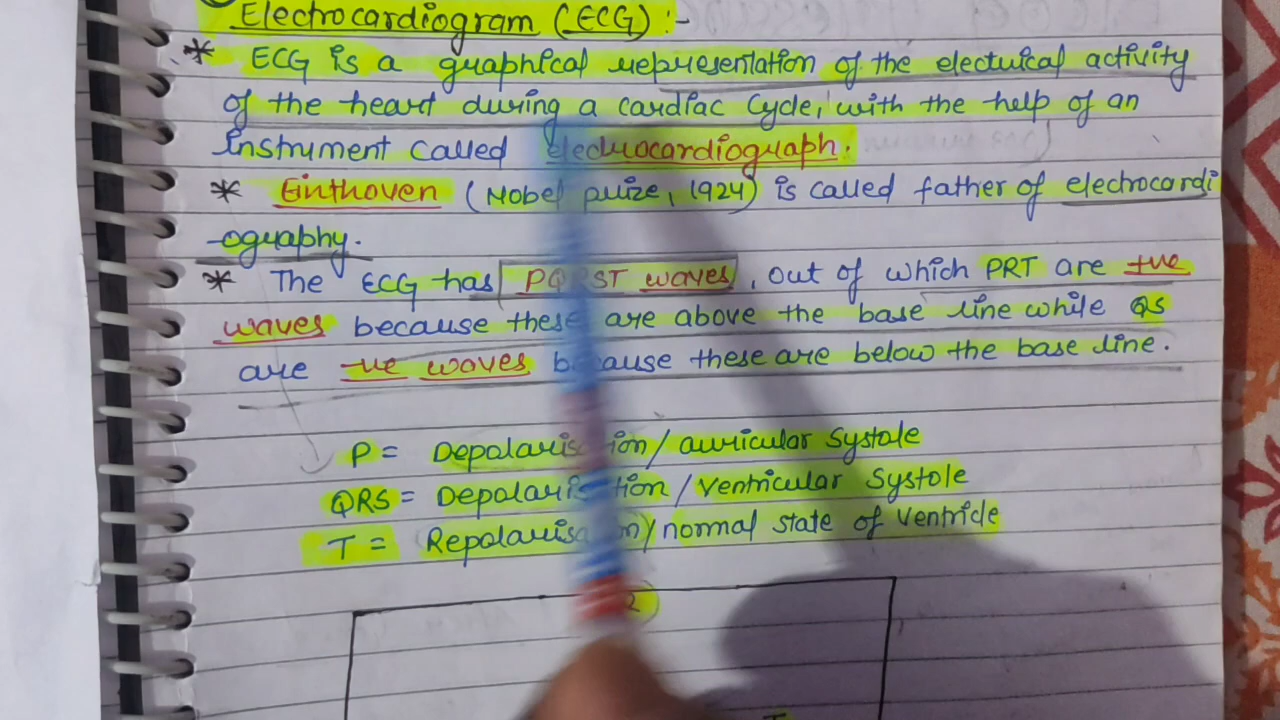 Electrocardiogram (ECG) :-
* ECG is a graphical representation of the electrical activity
of the heart during a cardiac cycle, with the help of an
instrument called electrocardiograph.
* Einthoven (Nobel prize, 1924) is called father of electrocardi
-ography.
* The ECG has PQRST waves, out of which PRT are +ve
waves because these are above the base line while QS
are -ve waves because these are below the base line.
P = Depolarisation/ auricular systole
QRS = Depolarisation / ventricular systole
T = Repolarisation/normal state of ventricle